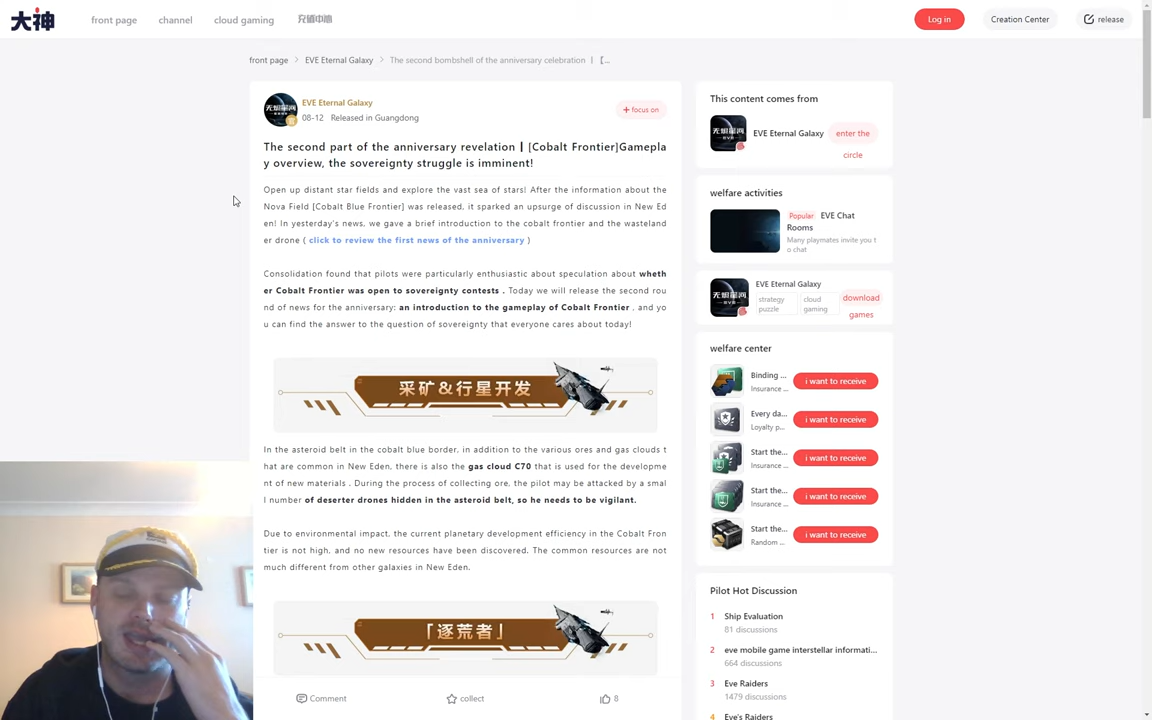 大神
front page
channel
cloud gaming
Log in
Creation Center
release
front page > EVE Eternal Galaxy > The second bombshell of the anniversary celebration | 【...
EVE Eternal Galaxy
08-12 Released in Guangdong
+ focus on
The second part of the anniversary revelation | [Cobalt Frontier]Gamepla
y overview, the sovereignty struggle is imminent!
Open up distant star fields and explore the vast sea of stars! After the information about the
Nova Field [Cobalt Blue Frontier] was released, it sparked an upsurge of discussion in New Ed
en! In yesterday's news, we gave a brief introduction to the cobalt frontier and the wasteland
er drone ( click to review the first news of the anniversary )
Consolidation found that pilots were particularly enthusiastic about speculation about wheth
er Cobalt Frontier was open to sovereignty contests . Today we will release the second rou
nd of news for the anniversary: an introduction to the gameplay of Cobalt Frontier , and yo
u can find the answer to the question of sovereignty that everyone cares about today!
采矿&行星开发
In the asteroid belt in the cobalt blue border, in addition to the various ores and gas clouds t
hat are common in New Eden, there is also the gas cloud C70 that is used for the developme
nt of new materials . During the process of collecting ore, the pilot may be attacked by a smal
l number of deserter drones hidden in the asteroid belt, so he needs to be vigilant.
Due to environmental impact, the current planetary development efficiency in the Cobalt Fron
tier is not high, and no new resources have been discovered. The common resources are not
much different from other galaxies in New Eden.
「逐荒者」
Comment
collect
8
This content comes from
EVE Eternal Galaxy
enter the
circle
welfare activities
Popular EVE Chat
Rooms
Many playmates invite you t
o chat
EVE Eternal Galaxy
strategy
puzzle
cloud
gaming
download
games
welfare center
Binding ...
Insurance ...
i want to receive
Every da...
Loyalty p...
i want to receive
Start the...
Insurance ...
i want to receive
Start the...
Insurance ...
i want to receive
Start the...
Random ...
i want to receive
Pilot Hot Discussion
1 Ship Evaluation
81 discussions
2 eve mobile game interstellar informati...
664 discussions
3 Eve Raiders
1479 discussions
4 Eve's Raiders